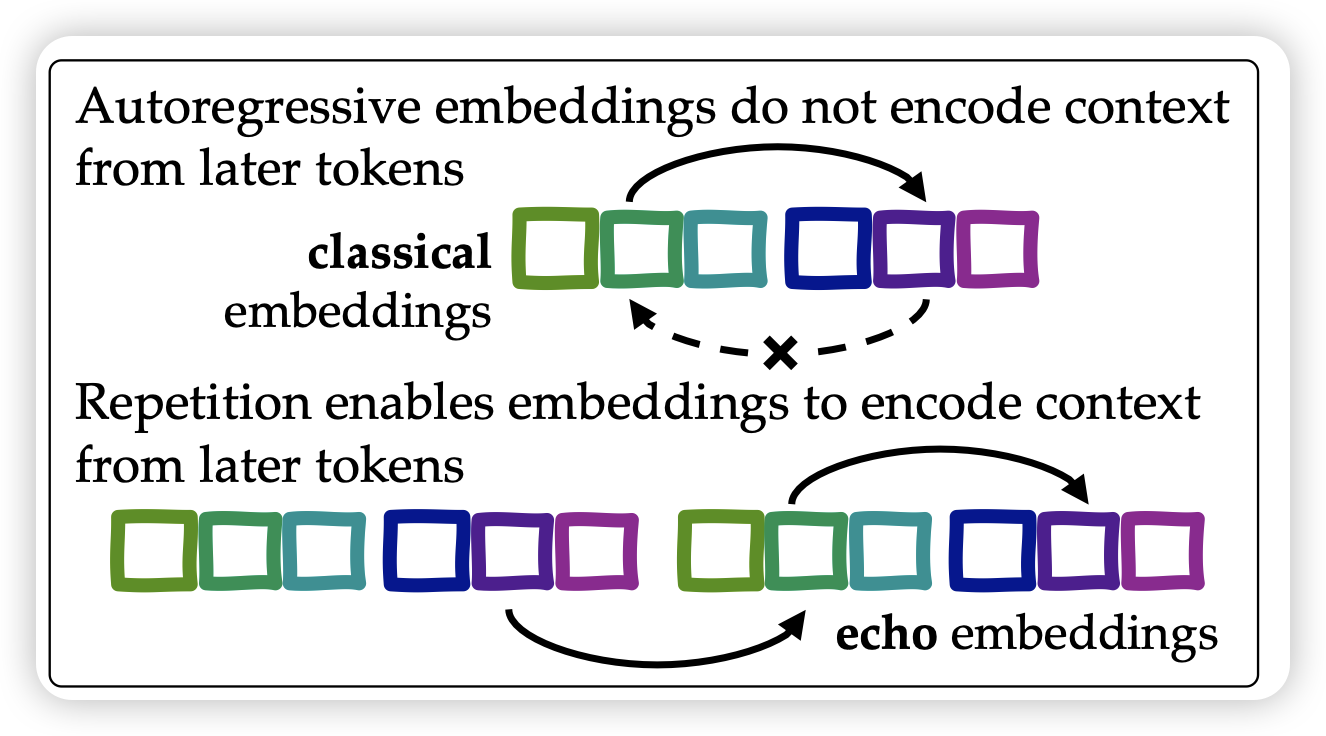 Autoregressive embeddings do not encode context
from later tokens
classical
embeddings
Repetition enables embeddings to encode context
from later tokens
echo embeddings